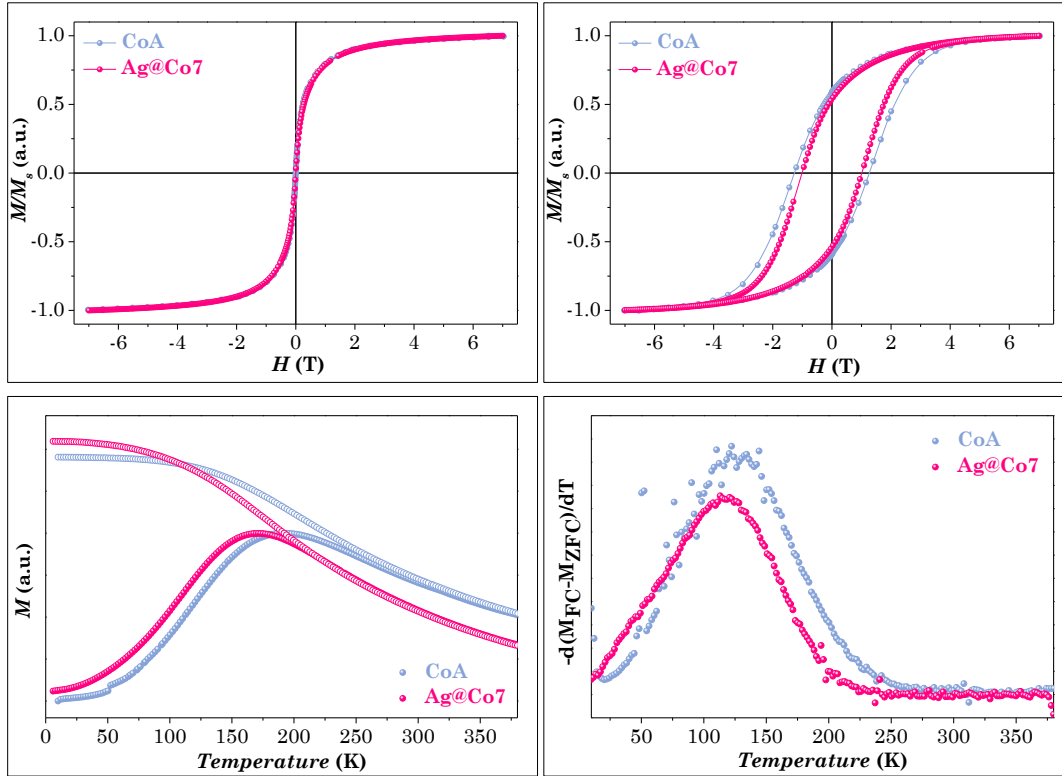 CoA
Ag@Co7
1.0
0.5
0.0
-0.5
-1.0
M/Ms (a.u.)
-6 -4 -2 0 2 4 6
H (T)
CoA
Ag@Co7
1.0
0.5
0.0
-0.5
-1.0
M/Ms (a.u.)
-6 -4 -2 0 2 4 6
H (T)
M (a.u.)
CoA
Ag@Co7
0 50 100 150 200 250 300 350
Temperature (K)
CoA
Ag@Co7
-d(MFC-MZFC)/dT
50 100 150 200 250 300 350
Temperature (K)